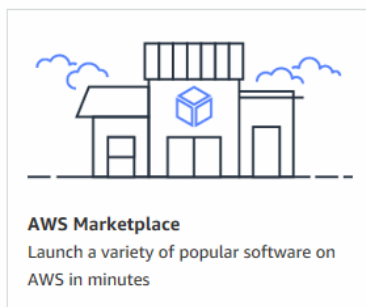 AWS Marketplace
Launch a variety of popular software on
AWS in minutes